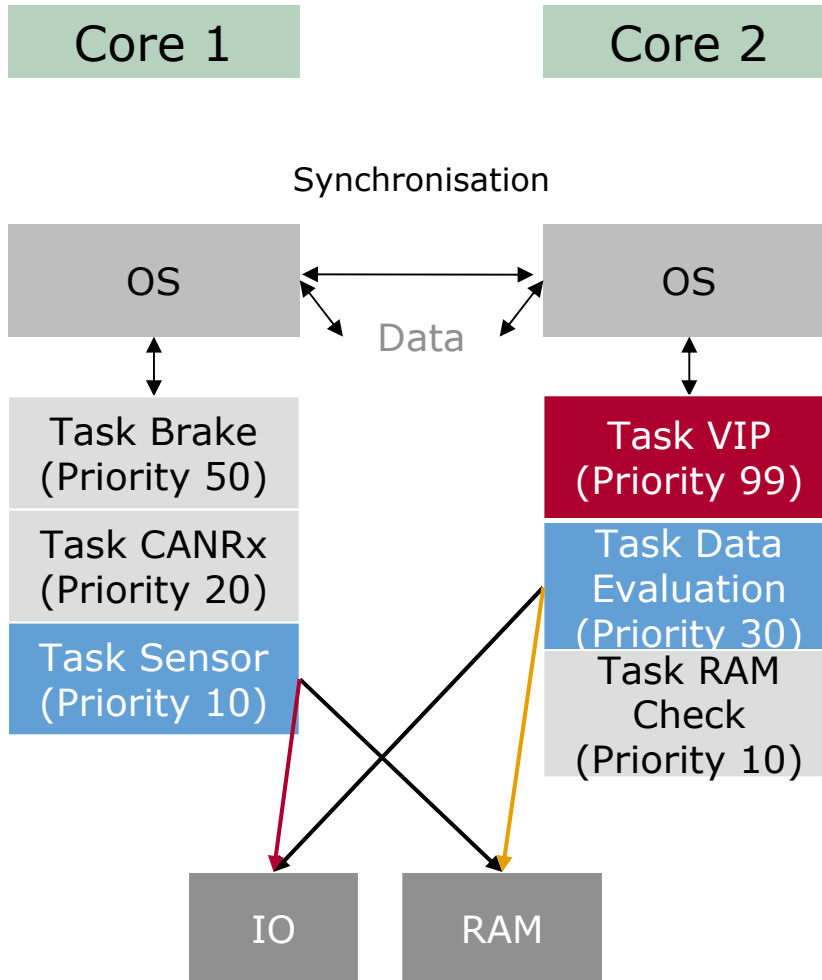 Core 1
Core 2
Synchronisation
OS
OS
Data
Task Brake
(Priority 50)
Task CANRx
(Priority 20)
Task Sensor
(Priority 10)
Task VIP
(Priority 99)
Task Data
Evaluation
(Priority 30)
Task RAM
Check
(Priority 10)
IO
RAM